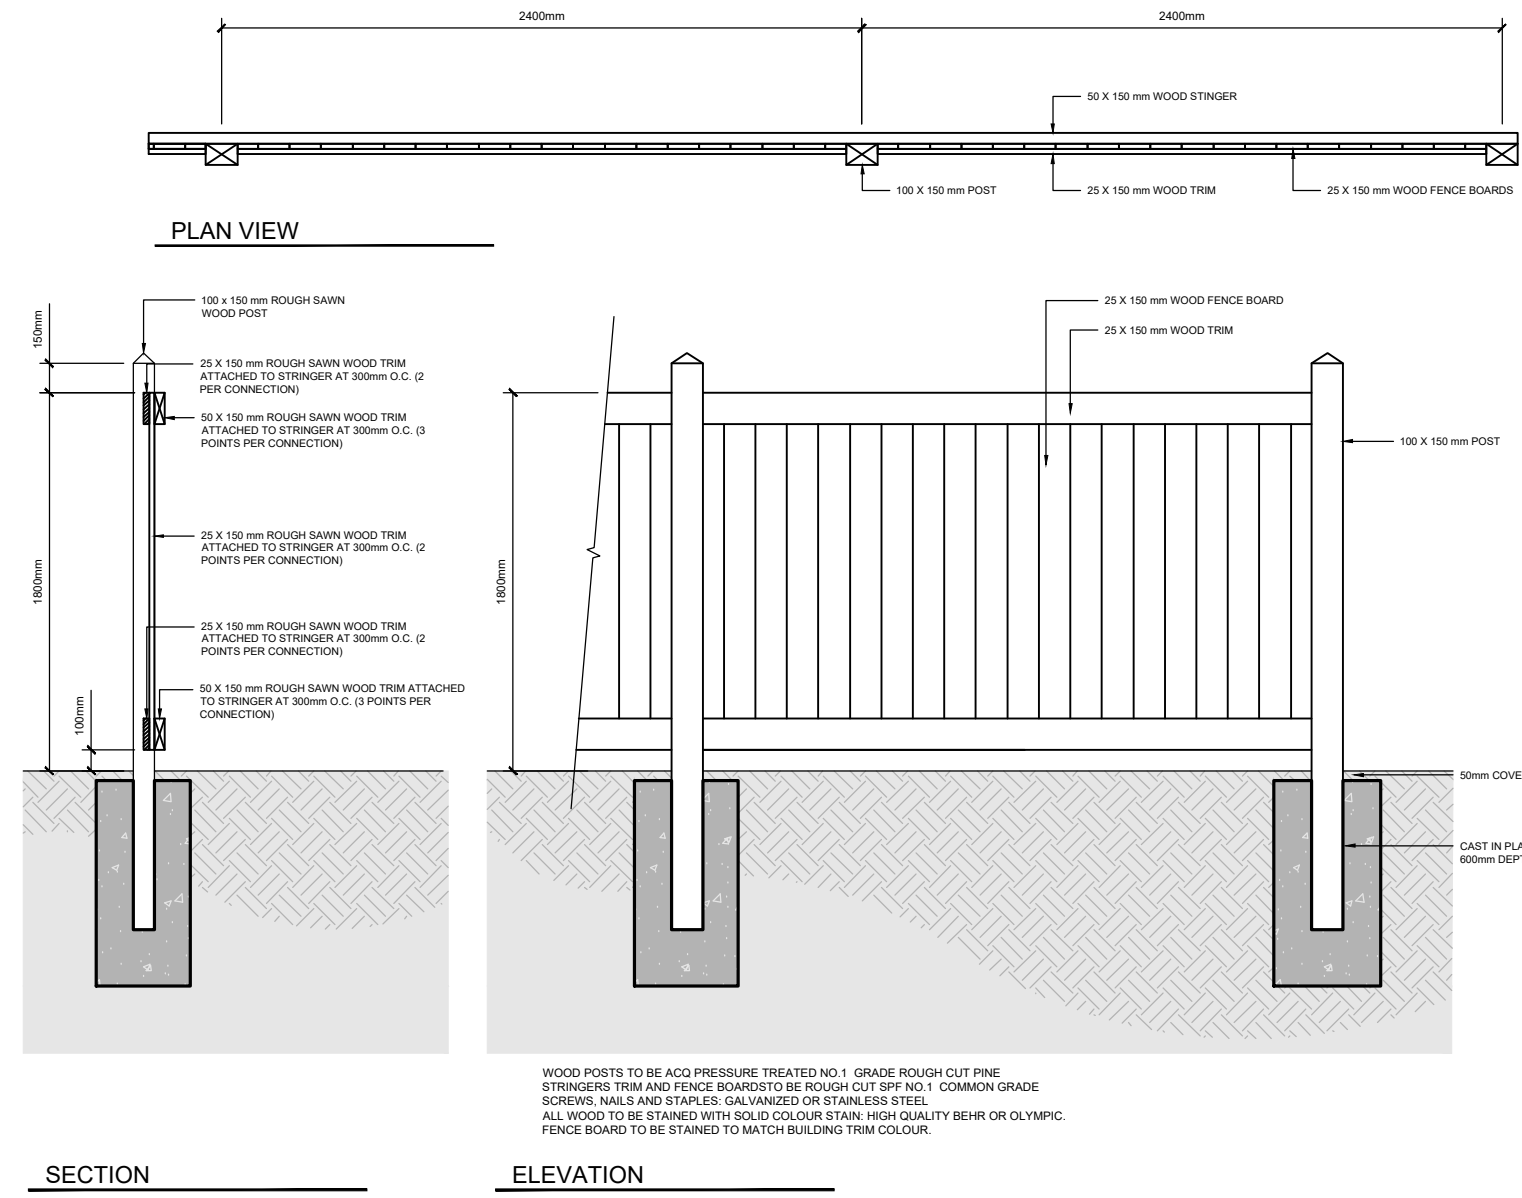 2400mm
2400mm
50 X 150 mm WOOD STINGER
100 X 150 mm POST
25 X 150 mm WOOD TRIM
25 X 150 mm WOOD FENCE BOARDS
PLAN VIEW
150mm
1800mm
100mm
100 x 150 mm ROUGH SAWN
WOOD POST
25 X 150 mm ROUGH SAWN WOOD TRIM
ATTACHED TO STRINGER AT 300mm O.C. (2
PER CONNECTION)
50 X 150 mm ROUGH SAWN WOOD TRIM
ATTACHED TO STRINGER AT 300mm O.C. (3
POINTS PER CONNECTION)
25 X 150 mm ROUGH SAWN WOOD TRIM
ATTACHED TO STRINGER AT 300mm O.C. (2
POINTS PER CONNECTION)
25 X 150 mm ROUGH SAWN WOOD TRIM
ATTACHED TO STRINGER AT 300mm O.C. (2
POINTS PER CONNECTION)
50 X 150 mm ROUGH SAWN WOOD TRIM ATTACHED
TO STRINGER AT 300mm O.C. (3 POINTS PER
CONNECTION)
1800mm
25 X 150 mm WOOD FENCE BOARD
25 X 150 mm WOOD TRIM
100 X 150 mm POST
50mm
CAST IN
600mm
WOOD POSTS TO BE ACQ PRESSURE TREATED NO.1 GRADE ROUGH CUT PINE
STRINGERS TRIM AND FENCE BOARDSTO BE ROUGH CUT SPF NO.1 COMMON GRADE
SCREWS, NAILS AND STAPLES: GALVANIZED OR STAINLESS STEEL
ALL WOOD TO BE STAINED WITH SOLID COLOUR STAIN: HIGH QUALITY BEHR OR OLYMPIC.
FENCE BOARD TO BE STAINED TO MATCH BUILDING TRIM COLOUR.
SECTION
ELEVATION